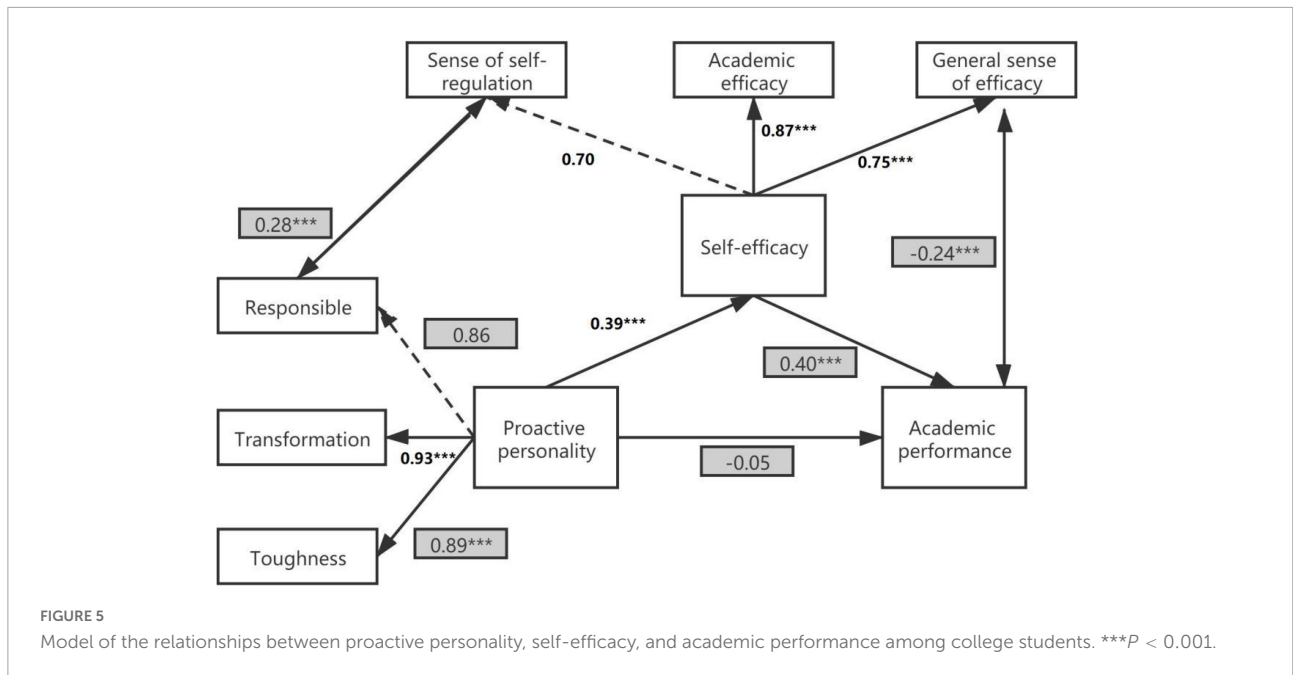 Sense of self-
regulation
Academic
efficacy
General sense
of efficacy
0.87***
0.70
0.75***
0.28***
Self-efficacy
-0.24***
Responsible
0.39***
0.86
0.40***
Transformation
0.93***
Proactive
personality
-0.05
Academic
performance
Toughness
0.89***
FIGURE 5
Model of the relationships between proactive personality, self-efficacy, and academic performance among college students. ***P < 0.001.